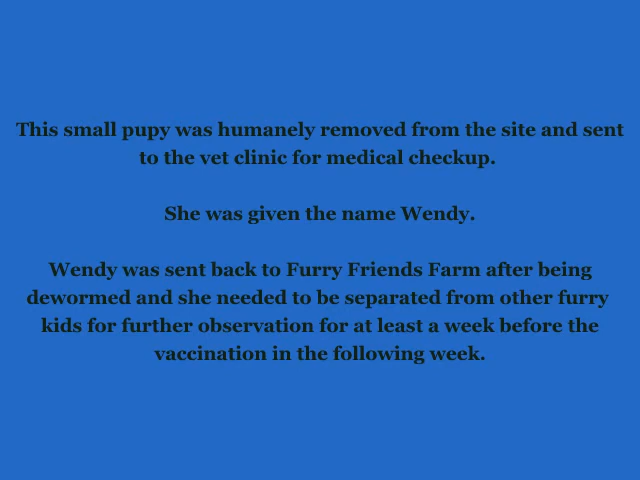 This small pupy was humanely removed from the site and sent
to the vet clinic for medical checkup.
She was given the name Wendy.
Wendy was sent back to Furry Friends Farm after being
dewormed and she needed to be separated from other furry
kids for further observation for at least a week before the
vaccination in the following week.